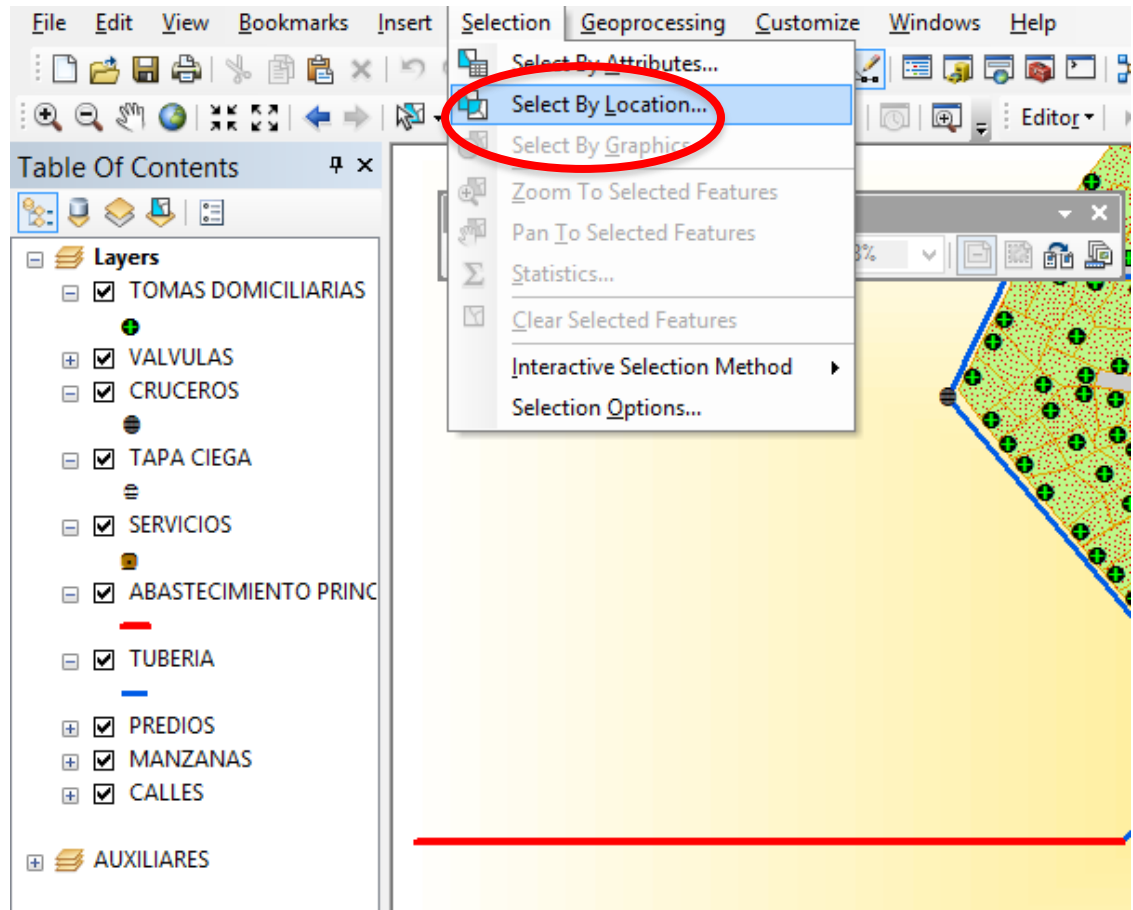 File Edit View Bookmarks Insert Selection Geoprocessing Customize Windows Help
Select By Attributes...
Select By Location...
Select By Graphics
Editor
Table Of Contents
Zoom To Selected Features
Pan To Selected Features
3%
Statistics...
Clear Selected Features
Interactive Selection Method
Selection Options...
Layers
TOMAS DOMICILIARIAS
VALVULAS
CRUCEROS
TAPA CIEGA
SERVICIOS
ABASTECIMIENTO PRINC
TUBERIA
PREDIOS
MANZANAS
CALLES
AUXILIARES